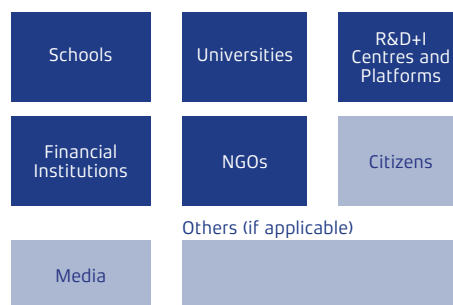 Schools
Universities
R&D+I
Centres and
Platforms
Financial
Institutions
NGOs
Citizens
Others (if applicable)
Media